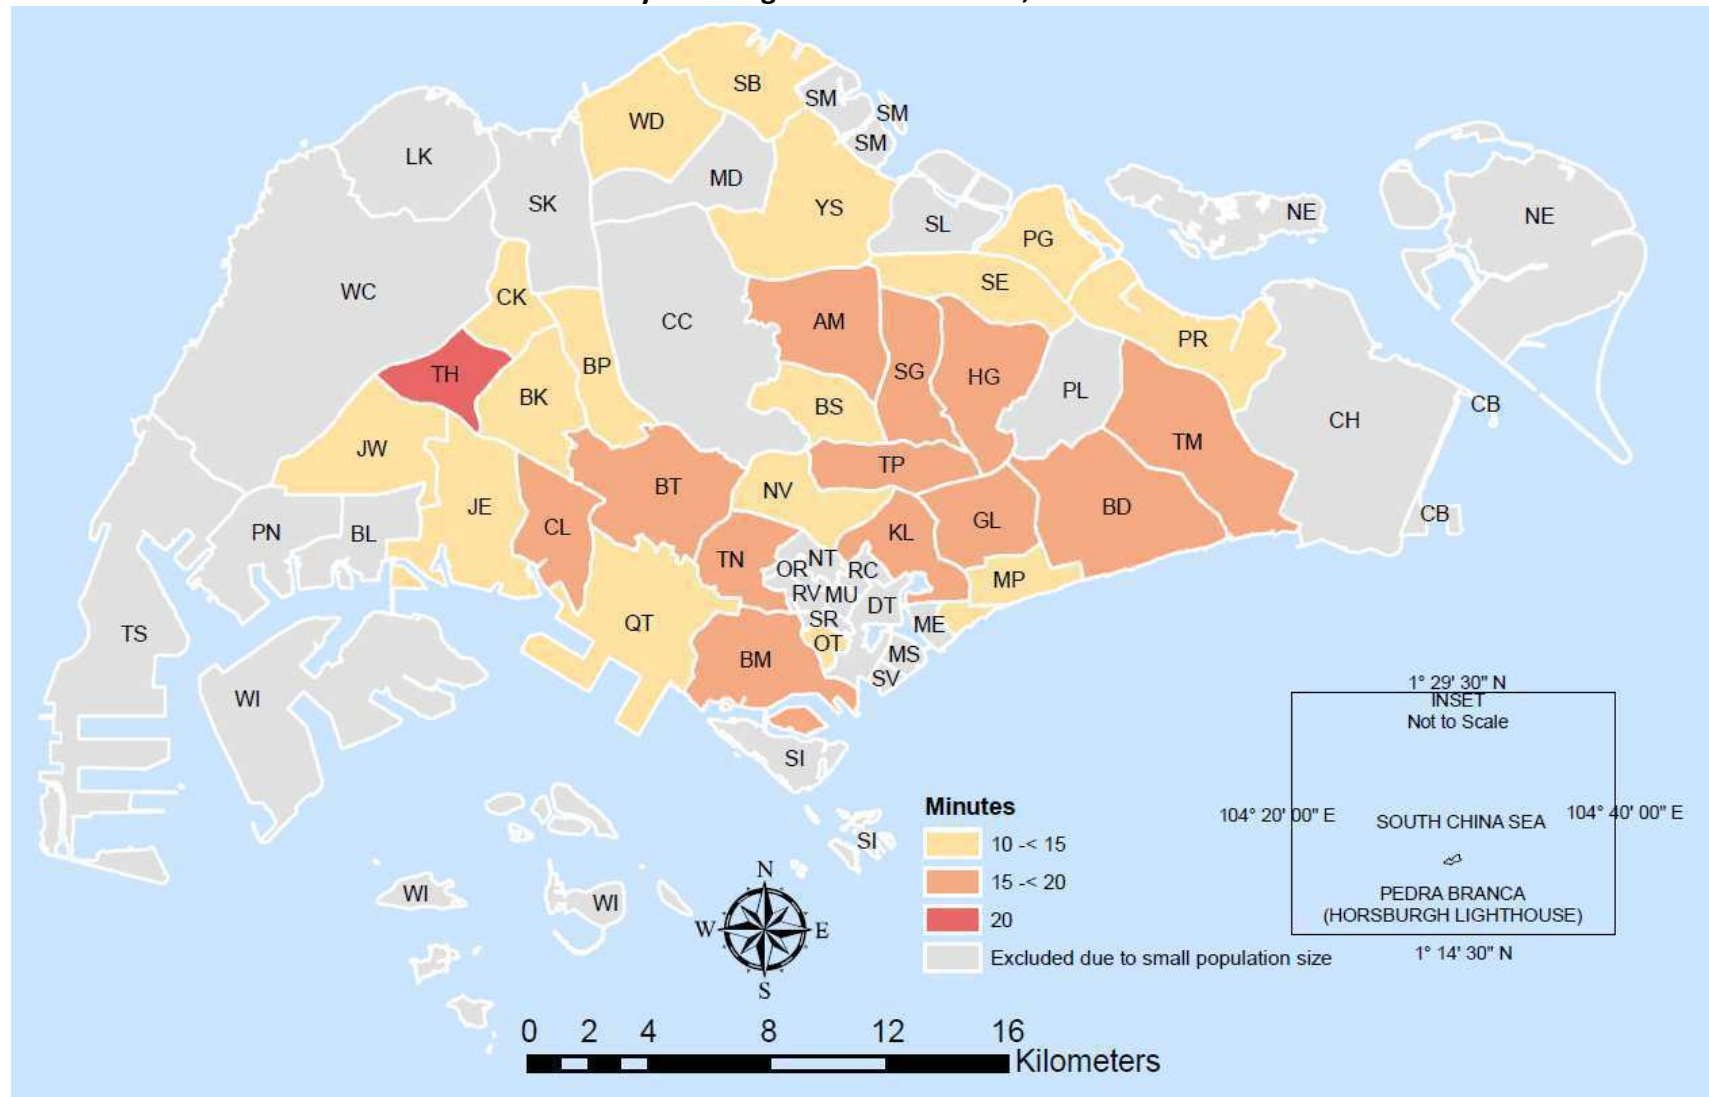 SB
SM
SM
WD
SM
LK
MD
SK
YS
NE
NE
SL
PG
SE
WC
CK
CC
AM
PR
BP
TH
SG
HG
PL
BK
BS
CB
CH
JW
TM
TP
BT
NV
JE
BD
CB
PN
BL
CL
KL
GL
TN
NT
OR
RC
MP
RV
MU
DT
SR
QT
ME
TS
OT
BM
MS
SV
WI
SI
SI
WI
WI
1° 29' 30" N
INSET
Not to Scale
104° 20' 00" E
104° 40' 00" E
SOUTH CHINA SEA
PEDRA BRANCA
(HORSBURGH LIGHTHOUSE)
1° 14' 30" N
Minutes
10 -< 15
15 -< 20
20
Excluded due to small population size
N
W
E
S
0 2 4 8 12 16
Kilometers